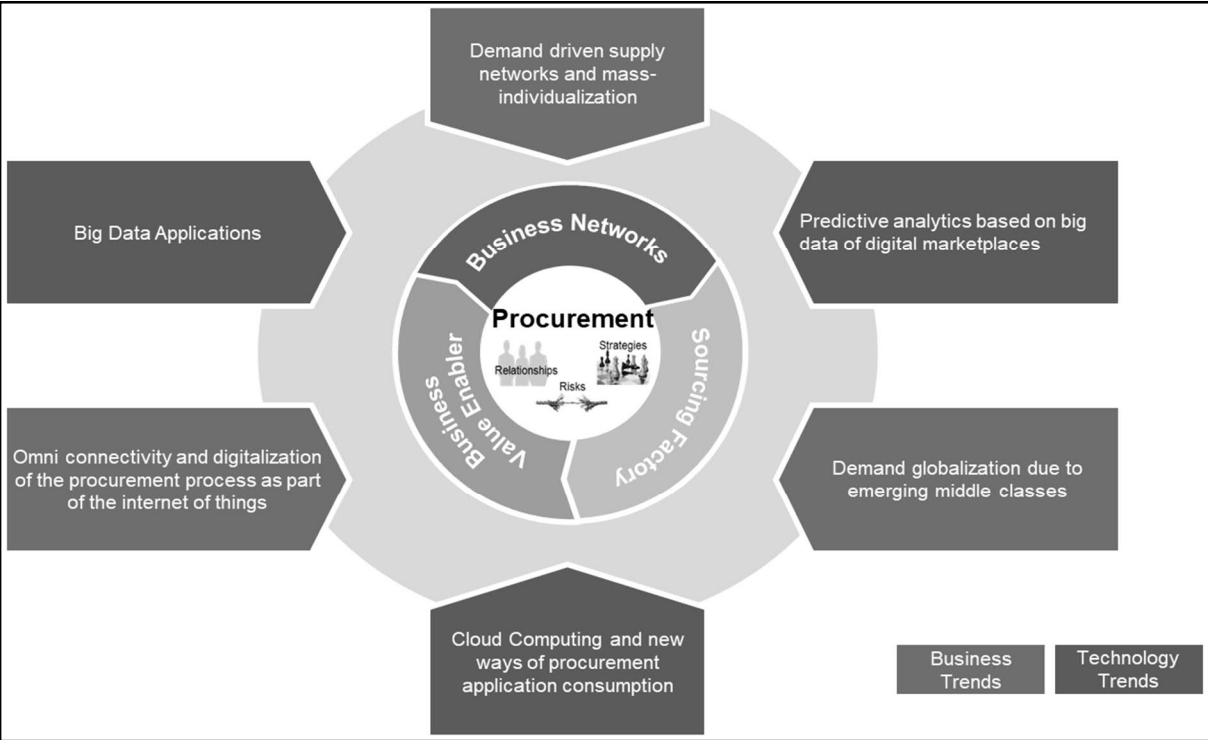 Demand driven supply
networks and mass-
individualization
Big Data Applications
Predictive analytics based on big
data of digital marketplaces
Business Networks
Procurement
Strategies
Relationships
Risks
Business
Value Enabler
Sourcing Factory
Omni connectivity and digitalization
of the procurement process as part
of the internet of things
Demand globalization due to
emerging middle classes
Cloud Computing and new
ways of procurement
application consumption
Business
Trends
Technology
Trends